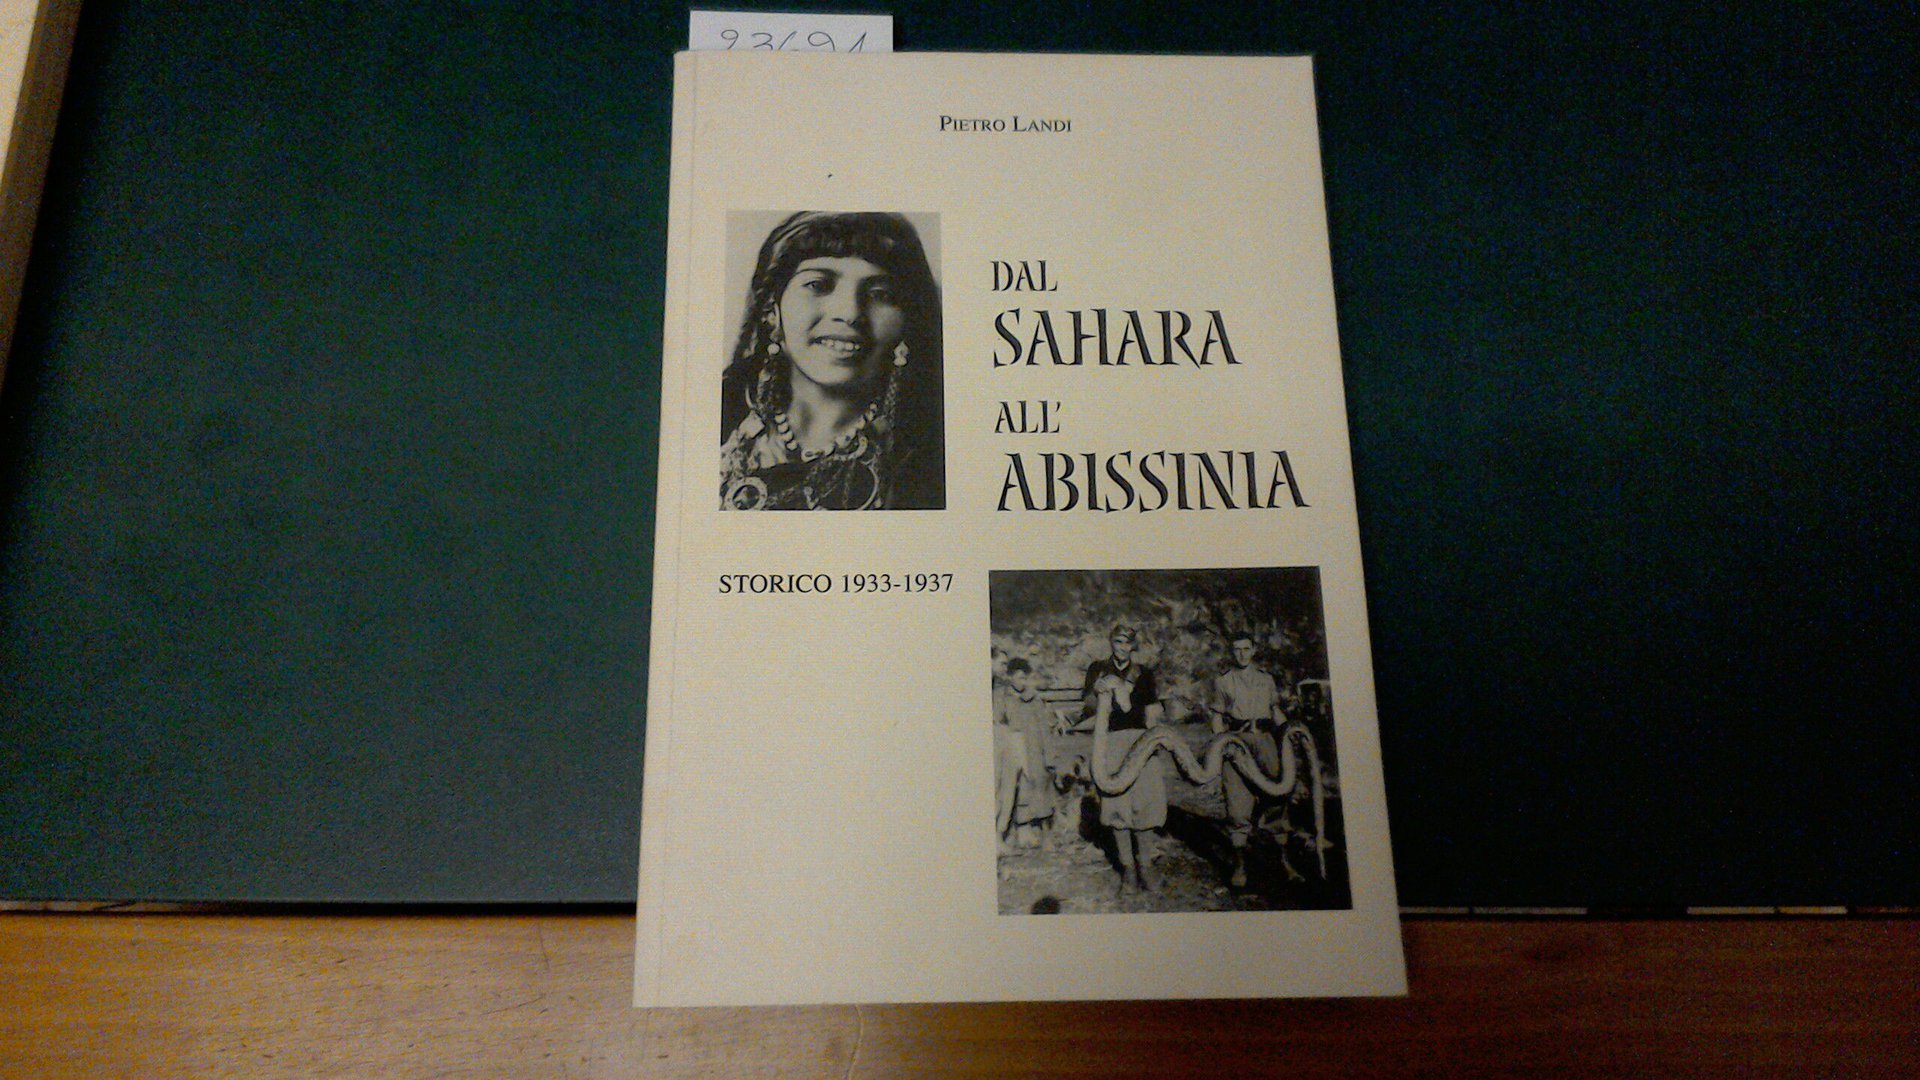 PIETRO LANDI
DAL
SAHARA
ALL'
ABISSINIA
STORICO 1933-1937